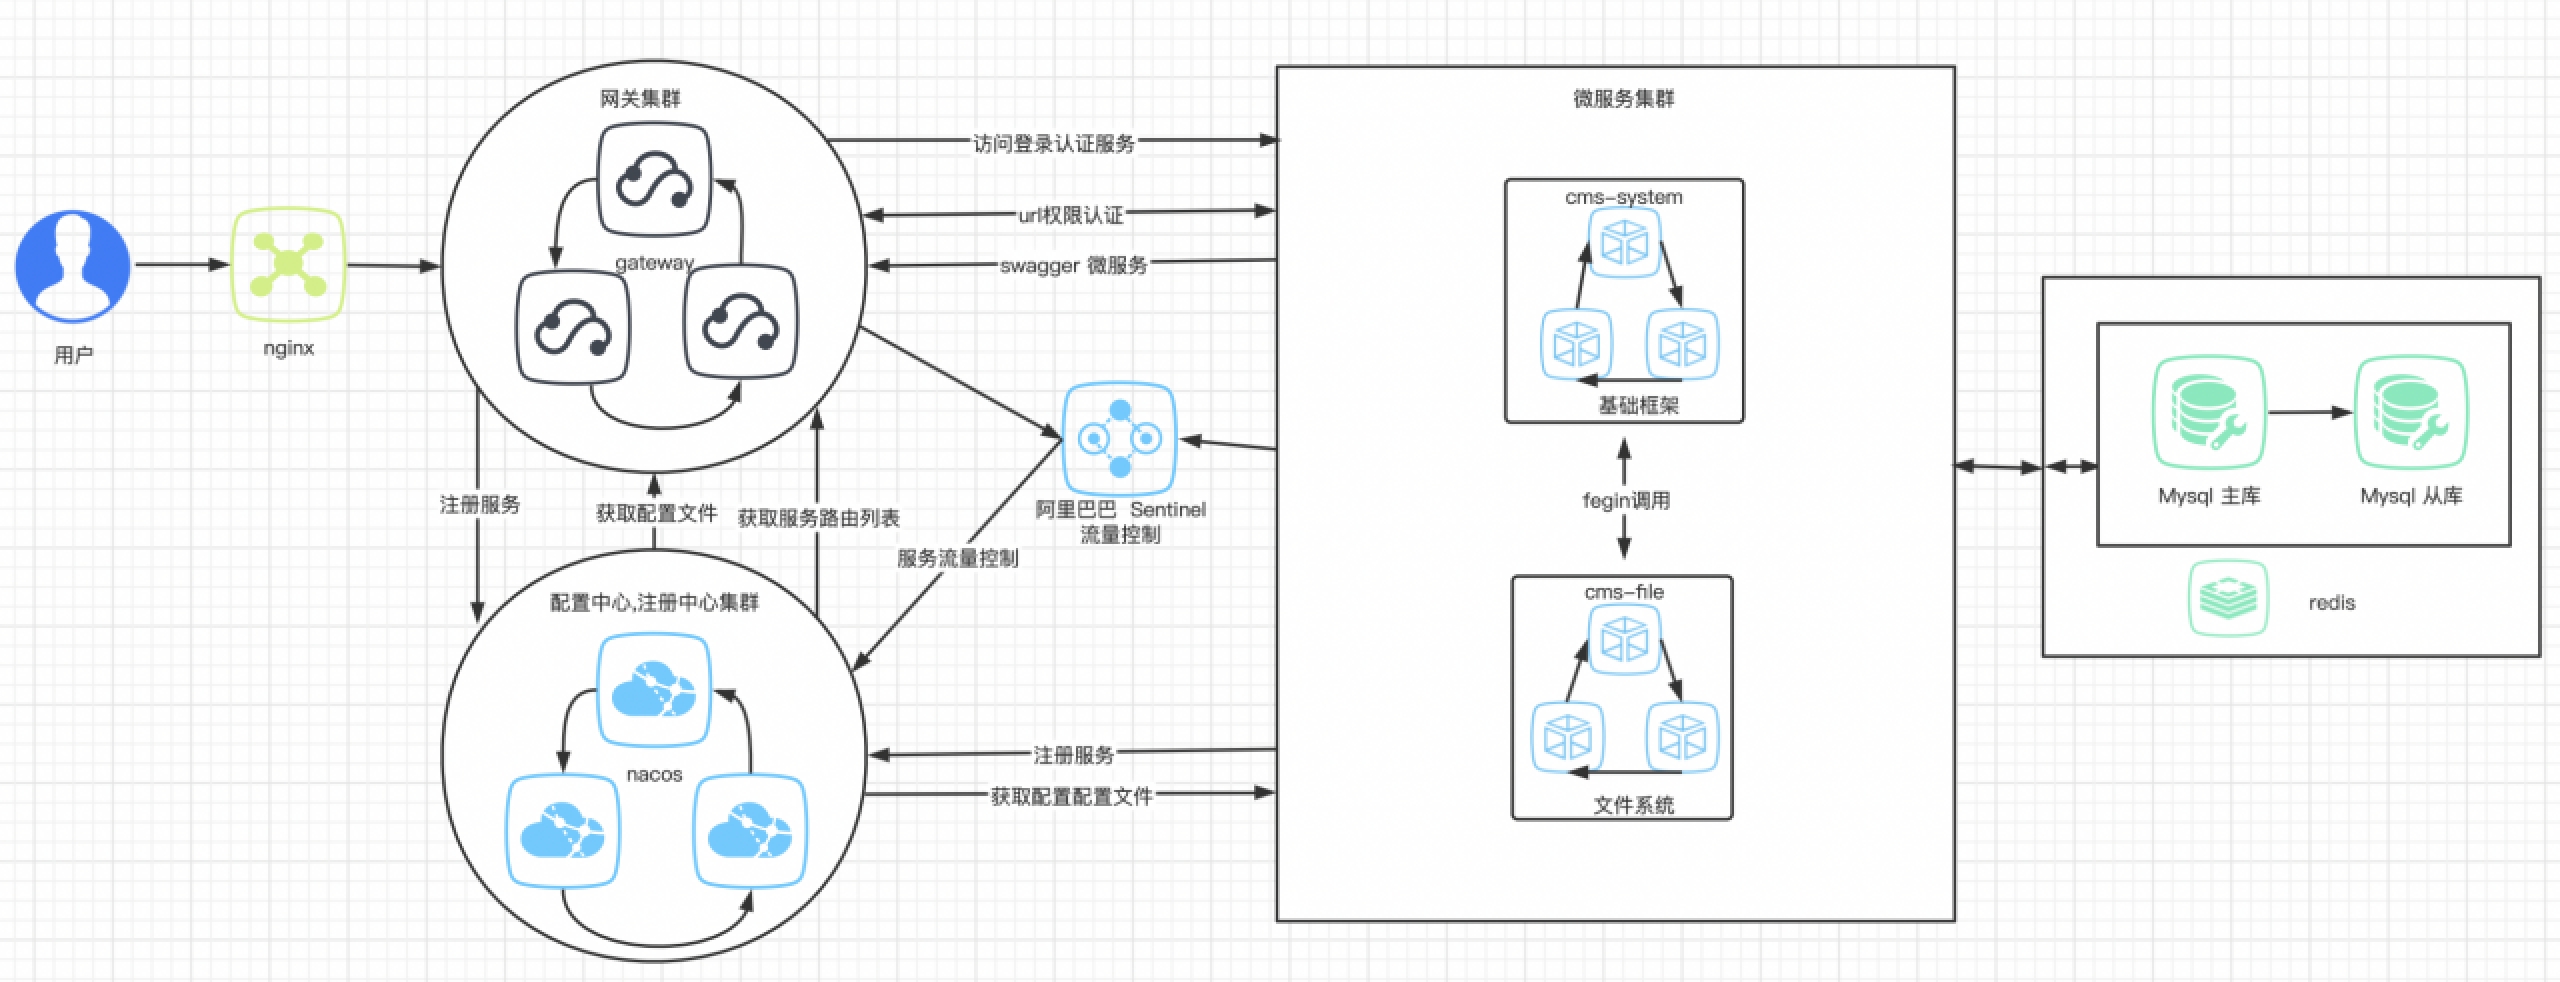 用户
nginx
网关集群
gateway
访问登录认证服务
url权限认证
swagger 微服务
注册服务
获取配置文件
获取服务路由列表
阿里巴巴 Sentinel
流量控制
服务流量控制
配置中心,注册中心集群
nacos
注册服务
获取配置配置文件
微服务集群
cms-system
基础框架
fegin调用
cms-file
文件系统
Mysql 主库
Mysql 从库
redis